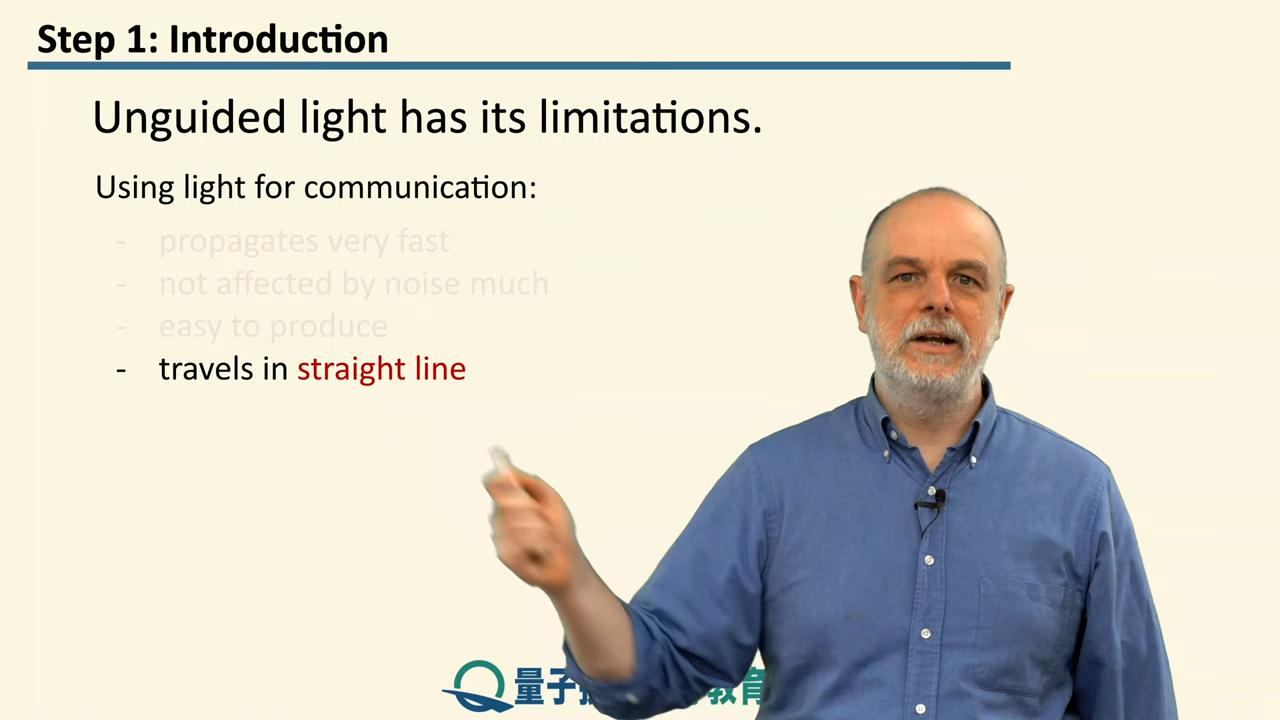 Step 1: Introduction
Unguided light has its limitations.
Using light for communication:
- propagates very fast
- not affected by noise much
- easy to produce
- travels in straight line
量子 教育